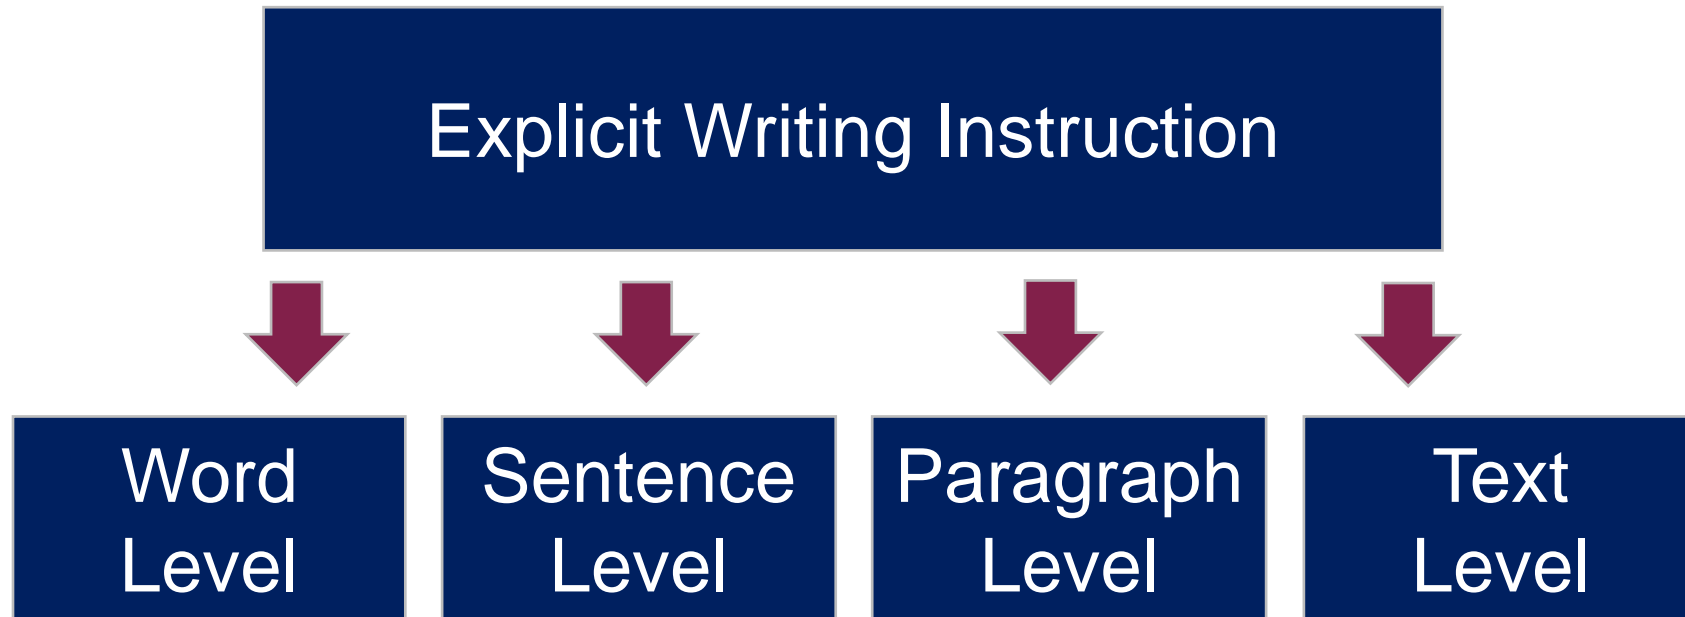 Explicit Writing Instruction
Word
Level
Sentence
Level
Paragraph
Level
Text
Level